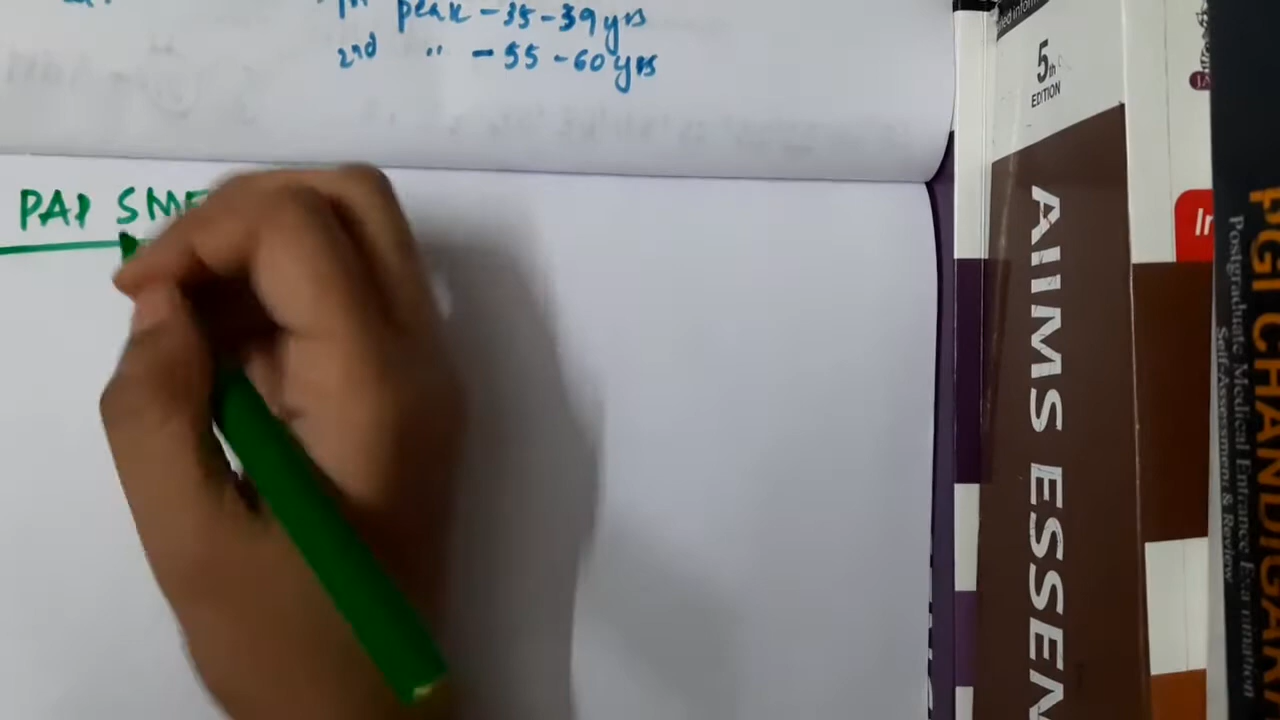 peak - 35-39 yrs
2nd " - 55-60 yrs
PAP SME
5th
EDITION
AIIMS ESSEN
PGI CHANDIGAR
Postgraduate Medical Entrance Examination
Self-Assessment & Review